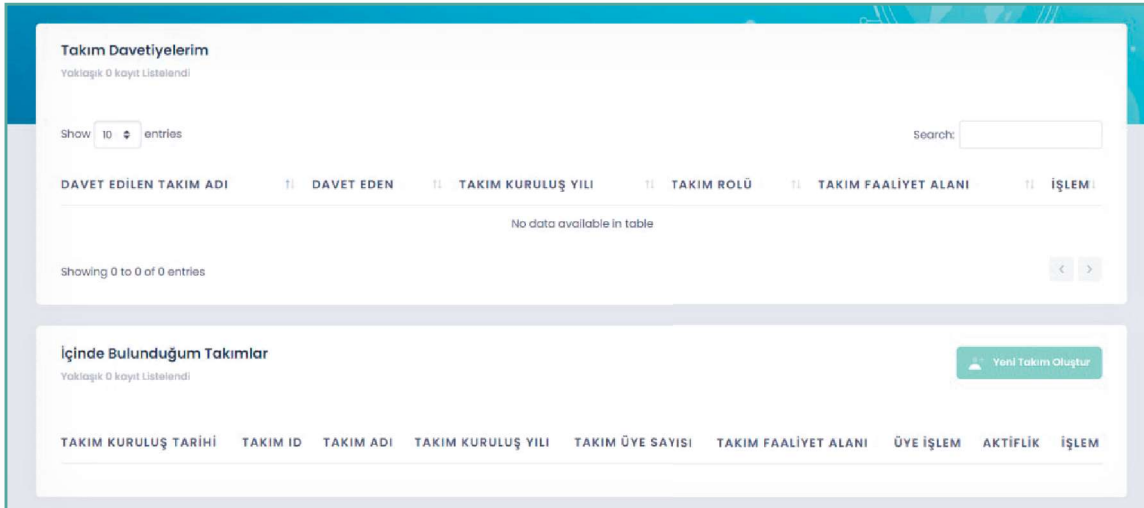 Takım Davetiyelerim
Yaklaşık 0 kayıt Listelendi
Show 10 entries Search:
DAVET EDİLEN TAKIM ADI DAVET EDEN TAKIM KURULUŞ YILI TAKIM ROLÜ TAKIM FAALİYET ALANI İŞLEM
No data available in table
Showing 0 to 0 of 0 entries
İçinde Bulunduğum Takımlar
Yeni Takım Oluştur
Yaklaşık 0 kayıt Listelendi
TAKIM KURULUŞ TARİHİ TAKIM ID TAKIM ADI TAKIM KURULUŞ YILI TAKIM ÜYE SAYISI TAKIM FAALİYET ALANI ÜYE İŞLEM AKTİFLİK İŞLEM